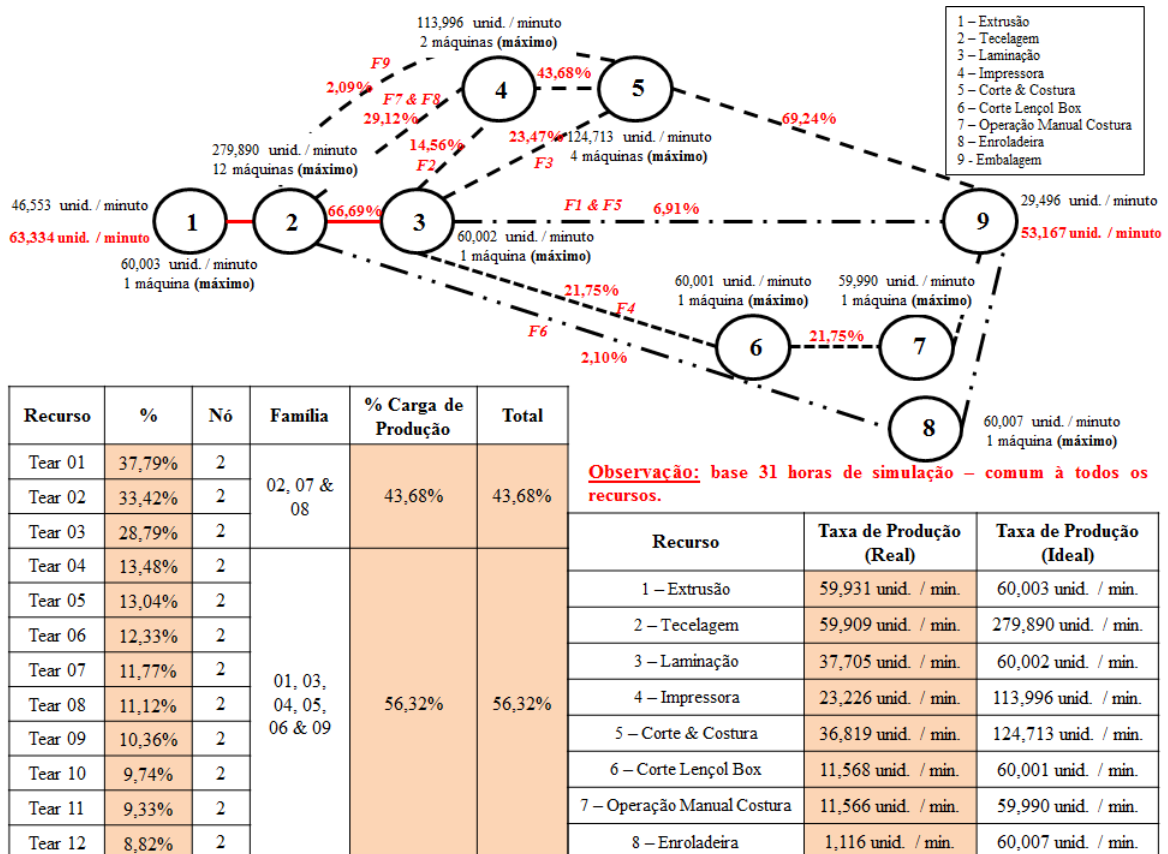 113,996 unid. / minuto
2 máquinas (máximo)
1 – Extrusão
2 – Tecelagem
3 – Laminação
4 – Impressora
5 – Corte & Costura
6 – Corte Lençol Box
7 – Operação Manual Costura
8 – Enroladeira
9 - Embalagem
F9
2,09%
F7 & F8
29,12%
4
43,68%
5
69,24%
14,56%
F2
23,47%
F3
124,713 unid. / minuto
4 máquinas (máximo)
279,890 unid. / minuto
12 máquinas (máximo)
46,553 unid. / minuto
63,334 unid. / minuto
1
2
66,69%
3
F1 & F5
6,91%
9
29,496 unid. / minuto
53,167 unid. / minuto
60,003 unid. / minuto
1 máquina (máximo)
60,002 unid. / minuto
1 máquina (máximo)
60,001 unid. / minuto
1 máquina (máximo)
59,990 unid. / minuto
1 máquina (máximo)
21,75%
F4
F6
2,10%
6
21,75%
7
8
60,007 unid. / minuto
1 máquina (máximo)
Observação: base 31 horas de simulação – comum à todos os
recursos.
Recurso % Nó Família % Carga de Produção Total
Tear 01 37,79% 2
Tear 02 33,42% 2
Tear 03 28,79% 2
02, 07 &
08
43,68% 43,68%
Tear 04 13,48% 2
Tear 05 13,04% 2
Tear 06 12,33% 2
Tear 07 11,77% 2
Tear 08 11,12% 2
Tear 09 10,36% 2
Tear 10 9,74% 2
Tear 11 9,33% 2
Tear 12 8,82% 2
01, 03,
04, 05,
06 & 09
56,32% 56,32%
Recurso Taxa de Produção (Real) Taxa de Produção (Ideal)
1 – Extrusão 59,931 unid. / min. 60,003 unid. / min.
2 – Tecelagem 59,909 unid. / min. 279,890 unid. / min.
3 – Laminação 37,705 unid. / min. 60,002 unid. / min.
4 – Impressora 23,226 unid. / min. 113,996 unid. / min.
5 – Corte & Costura 36,819 unid. / min. 124,713 unid. / min.
6 – Corte Lençol Box 11,568 unid. / min. 60,001 unid. / min.
7 – Operação Manual Costura 11,566 unid. / min. 59,990 unid. / min.
8 – Enroladeira 1,116 unid. / min. 60,007 unid. / min.